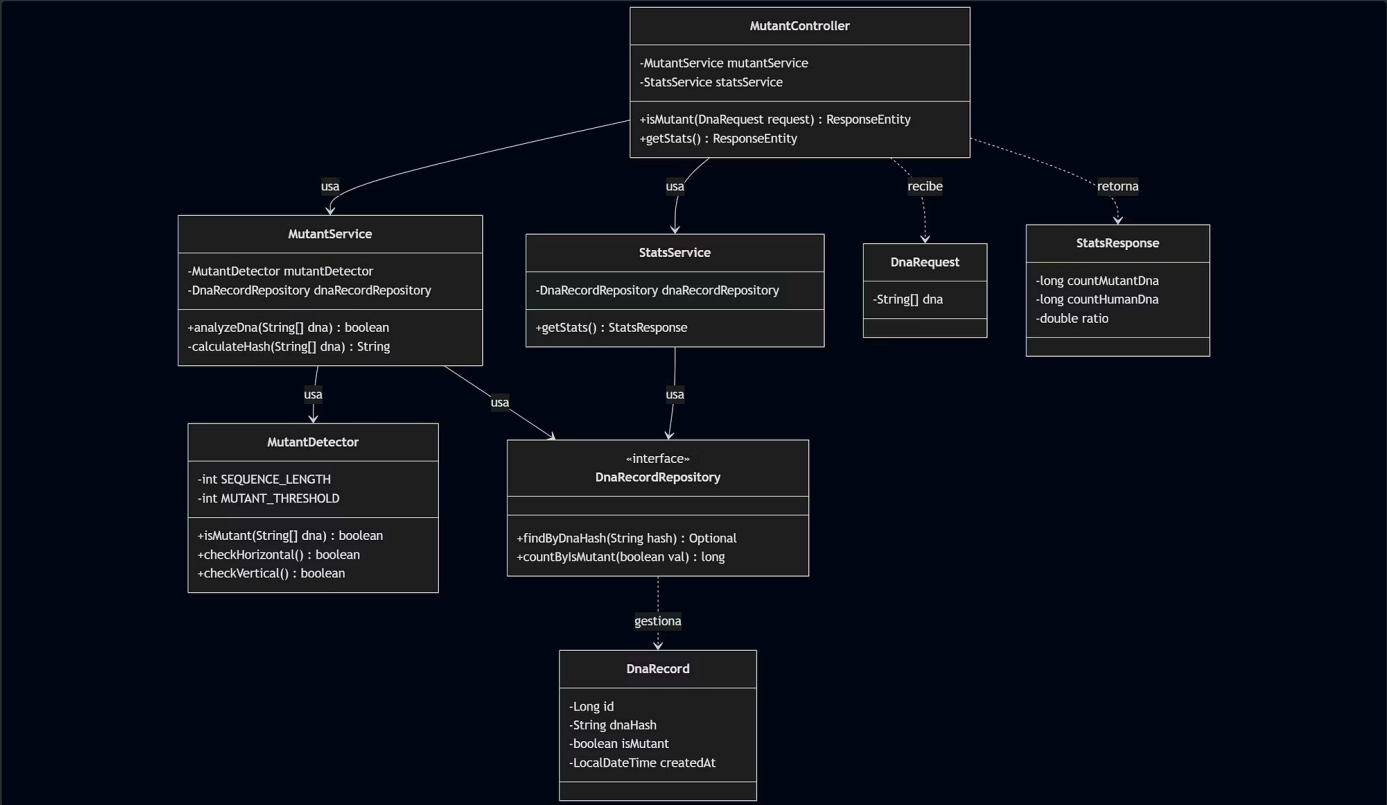 MutantController
-MutantService mutantService
-StatsService statsService
+isMutant(DnaRequest request) : ResponseEntity
+getStats() : ResponseEntity
usa
usa
recibe
retorna
MutantService
-MutantDetector mutantDetector
-DnaRecordRepository dnaRecordRepository
+analyzeDna(String[] dna) : boolean
-calculateHash(String[] dna) : String
StatsService
-DnaRecordRepository dnaRecordRepository
+getStats() : StatsResponse
DnaRequest
-String[] dna
StatsResponse
-long countMutantDna
-long countHumanDna
-double ratio
usa
usa
usa
MutantDetector
-int SEQUENCE_LENGTH
-int MUTANT_THRESHOLD
+isMutant(String[] dna) : boolean
+checkHorizontal() : boolean
+checkVertical() : boolean
«interface»
DnaRecordRepository
+findByDnaHash(String hash) : Optional
+countByIsMutant(boolean val) : long
gestiona
DnaRecord
-Long id
-String dnaHash
-boolean isMutant
-LocalDateTime createdAt